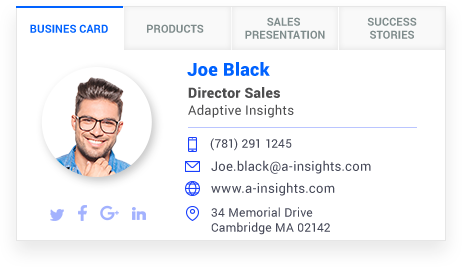 BUSINES CARD
PRODUCTS
SALES
PRESENTATION
SUCCESS
STORIES
Joe Black
Director Sales
Adaptive Insights
(781) 291 1245
Joe.black@a-insights.com
www.a-insights.com
34 Memorial Drive
Cambridge MA 02142